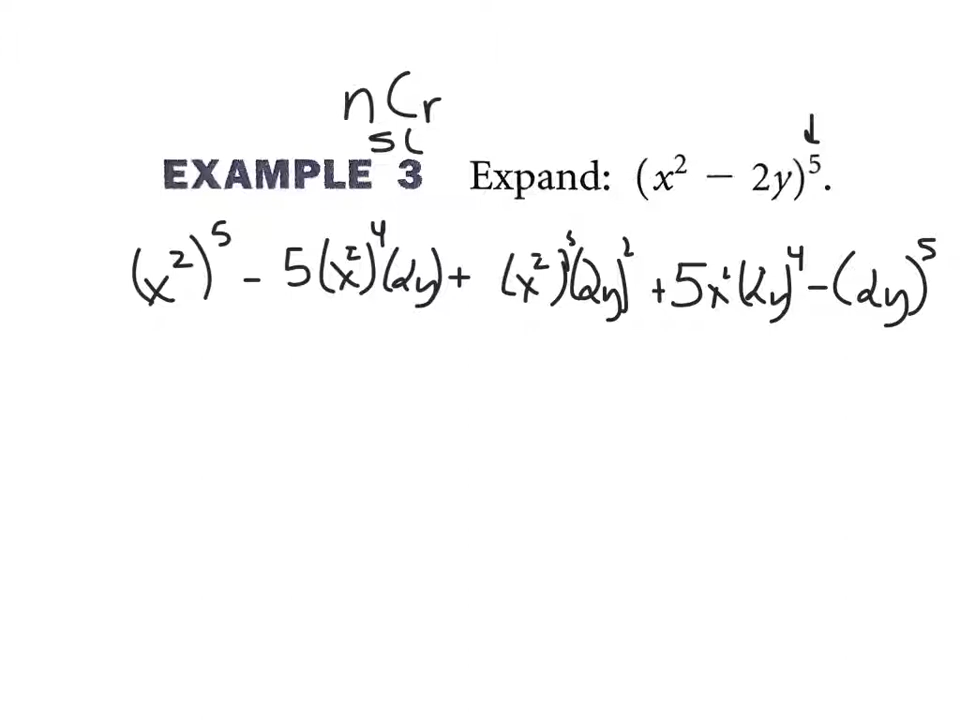 nCr
5C
EXAMPLE 3 Expand: (x² − 2y)⁵.
(x²)⁵ - 5(x²)⁴(2y) + (x²)³(2y)² + 5x²(2y)⁴ - (2y)⁵